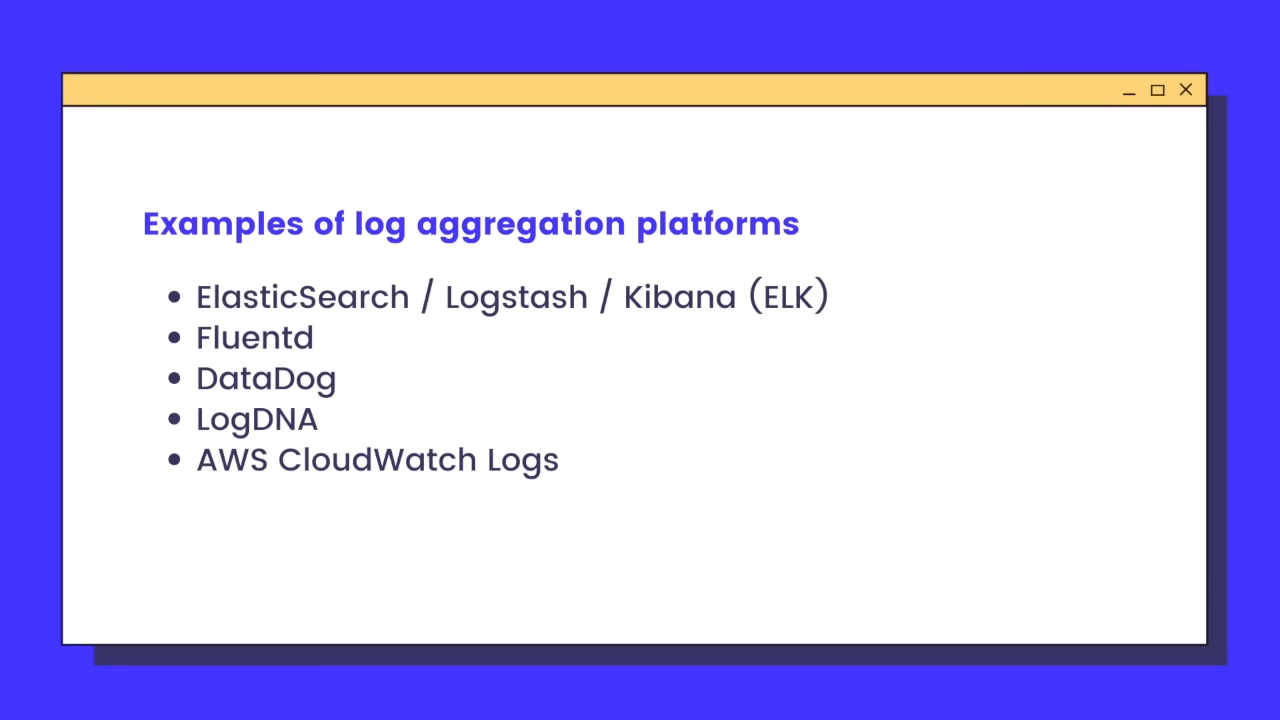 Examples of log aggregation platforms
• ElasticSearch / Logstash / Kibana (ELK)
• Fluentd
• DataDog
• LogDNA
• AWS CloudWatch Logs